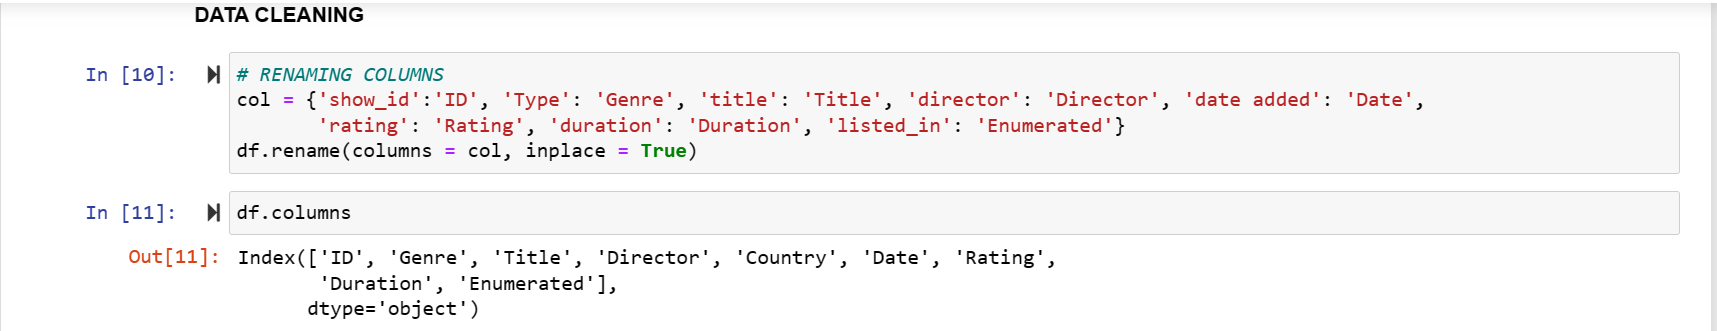 DATA CLEANING
In [10]: # RENAMING COLUMNS
col = {'show_id':'ID', 'Type': 'Genre', 'title': 'Title', 'director': 'Director', 'date added': 'Date',
'rating': 'Rating', 'duration': 'Duration', 'listed_in': 'Enumerated'}
df.rename(columns = col, inplace = True)
In [11]: df.columns
Out[11]: Index(['ID', 'Genre', 'Title', 'Director', 'Country', 'Date', 'Rating',
'Duration', 'Enumerated'],
dtype='object')